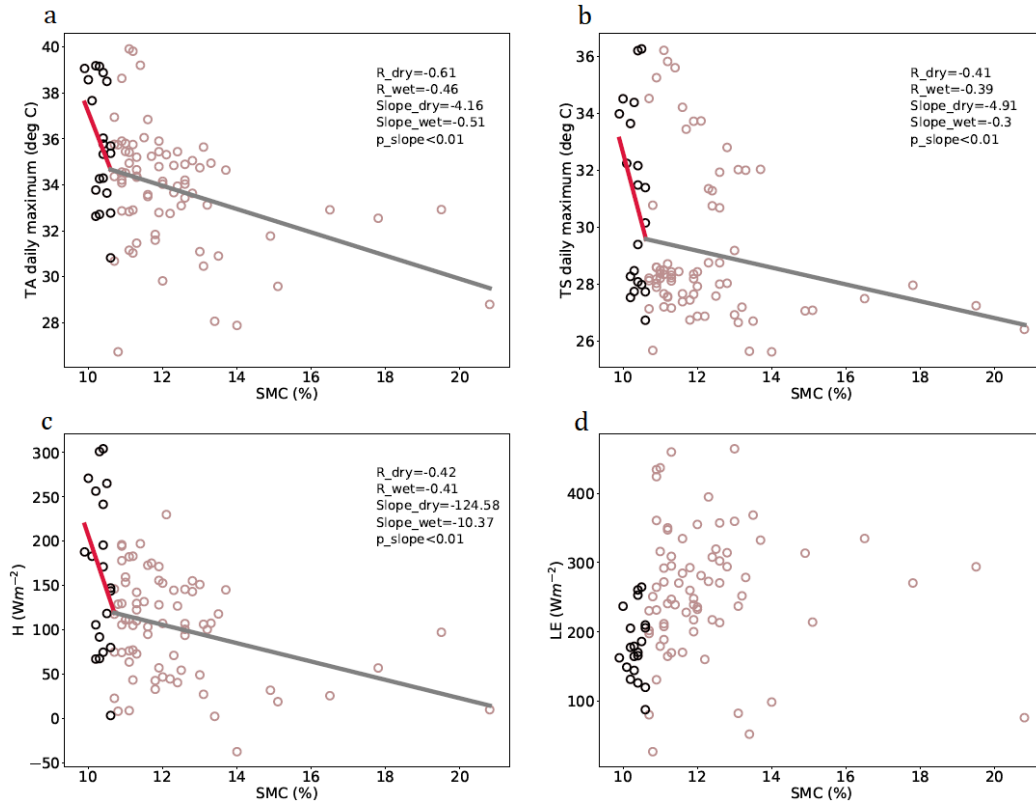 a
40
38
36
34
32
30
28
TA daily maximum (deg C)
R_dry=-0.61
R_wet=-0.46
Slope_dry=-4.16
Slope_wet=-0.51
p_slope<0.01
10 12 14 16 18 20
SMC (%)
b
36
34
32
30
28
26
TS daily maximum (deg C)
R_dry=-0.41
R_wet=-0.39
Slope_dry=-4.91
Slope_wet=-0.3
p_slope<0.01
10 12 14 16 18 20
SMC (%)
c
300
250
200
150
100
50
0
−50
H (Wm⁻²)
R_dry=-0.42
R_wet=-0.41
Slope_dry=-124.58
Slope_wet=-10.37
p_slope<0.01
10 12 14 16 18 20
SMC (%)
d
400
300
200
100
LE (Wm⁻²)
10 12 14 16 18 20
SMC (%)